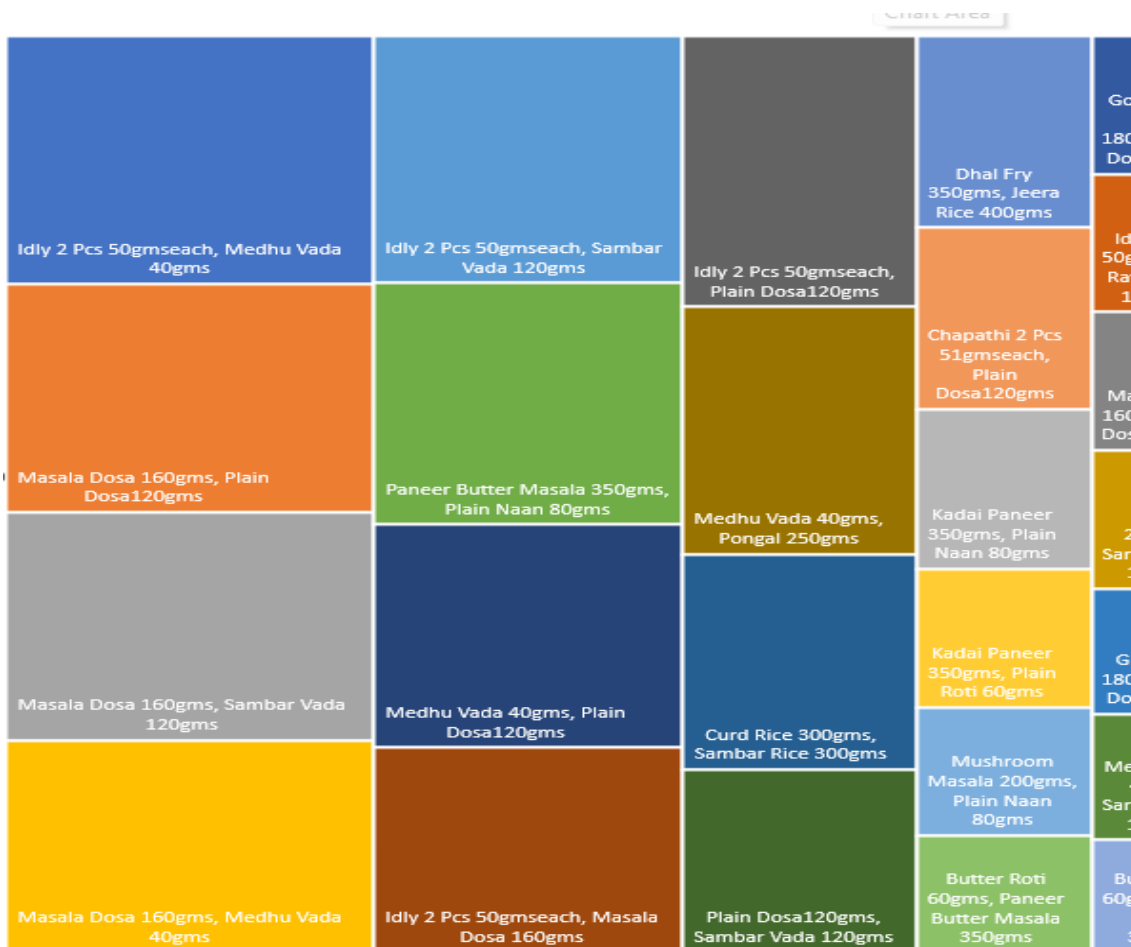 Chart Area
Idly 2 Pcs 50gmseach, Medhu Vada
40gms
Masala Dosa 160gms, Plain
Dosa120gms
Masala Dosa 160gms, Sambar Vada
120gms
Masala Dosa 160gms, Medhu Vada
40gms
Idly 2 Pcs 50gmseach, Sambar
Vada 120gms
Paneer Butter Masala 350gms,
Plain Naan 80gms
Medhu Vada 40gms, Plain
Dosa120gms
Idly 2 Pcs 50gmseach, Masala
Dosa 160gms
Idly 2 Pcs 50gmseach,
Plain Dosa120gms
Medhu Vada 40gms,
Pongal 250gms
Curd Rice 300gms,
Sambar Rice 300gms
Plain Dosa120gms,
Sambar Vada 120gms
Dhal Fry
350gms, Jeera
Rice 400gms
Chapathi 2 Pcs
51gmseach,
Plain
Dosa120gms
Kadai Paneer
350gms, Plain
Naan 80gms
Kadai Paneer
350gms, Plain
Roti 60gms
Mushroom
Masala 200gms,
Plain Naan
80gms
Butter Roti
60gms, Paneer
Butter Masala
350gms